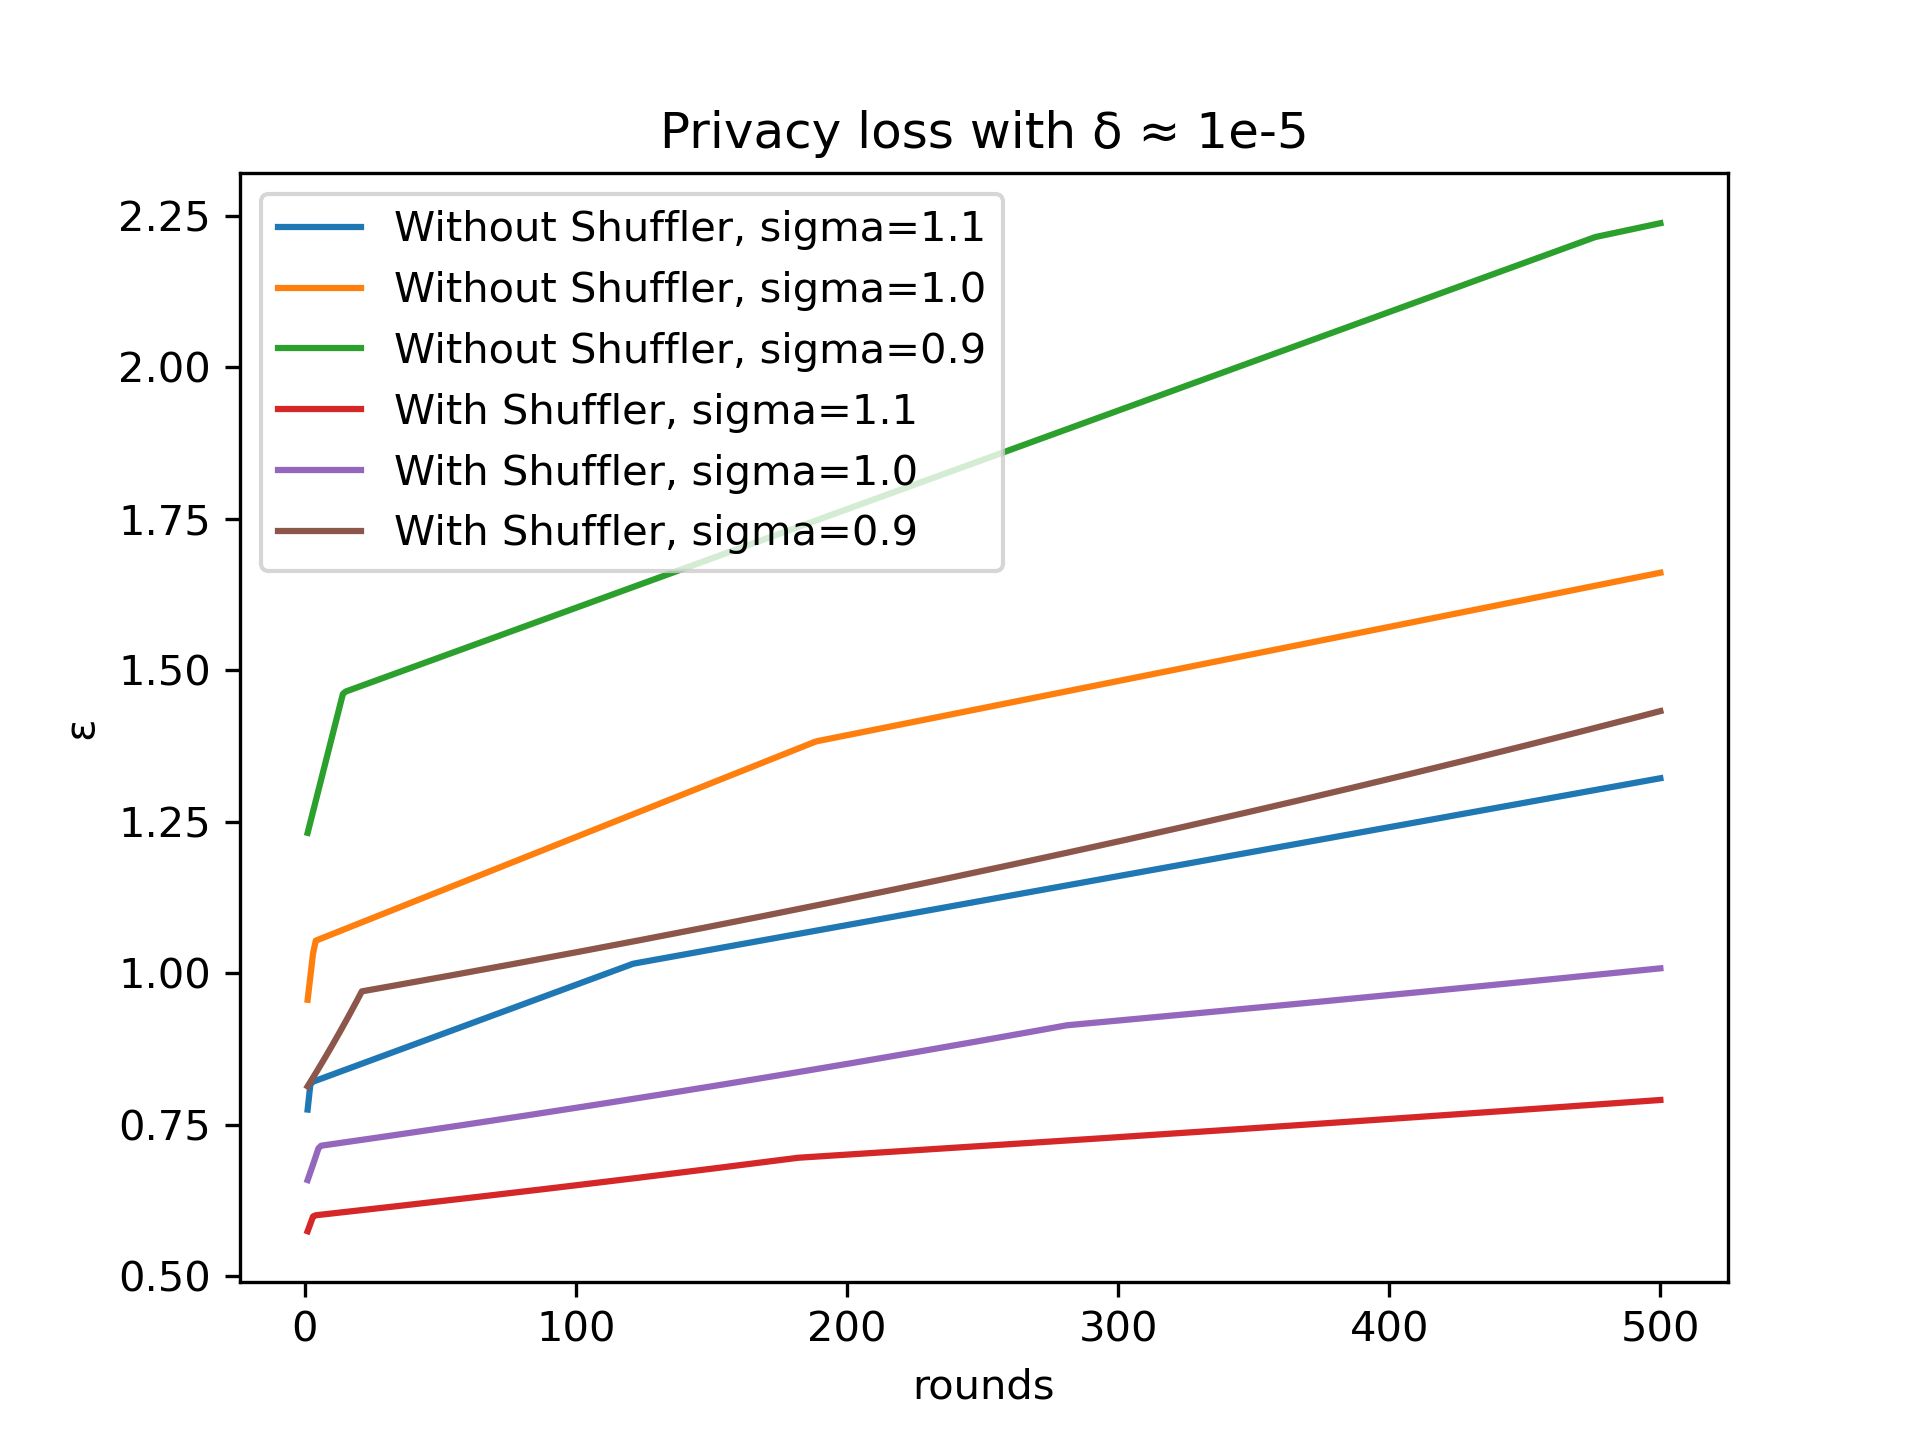 Privacy loss with δ ≈ 1e-5
Without Shuffler, sigma=1.1
Without Shuffler, sigma=1.0
Without Shuffler, sigma=0.9
With Shuffler, sigma=1.1
With Shuffler, sigma=1.0
With Shuffler, sigma=0.9
2.25
2.00
1.75
1.50
1.25
1.00
0.75
0.50
ε
0 100 200 300 400 500
rounds